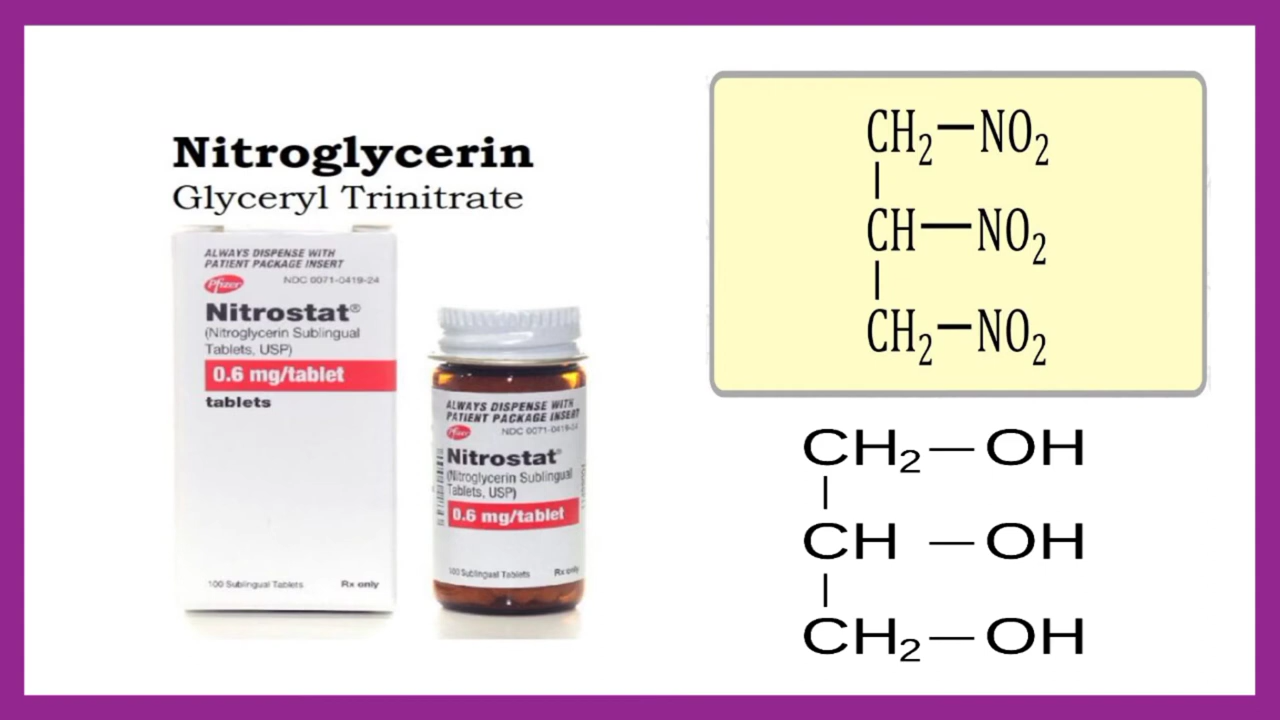 Nitroglycerin
Glyceryl Trinitrate
ALWAYS DISPENSE WITH
PATIENT PACKAGE INSERT
Pfizer
NDC 0071-0419-24
Nitrostat®
(Nitroglycerin Sublingual
Tablets, USP)
0.6 mg/tablet
tablets
100 Sublingual Tablets
Rx only
ALWAYS DISPENSE WITH
PATIENT PACKAGE INSERT
Pfizer
NDC 0071-0419-24
Nitrostat®
(Nitroglycerin Sublingual
Tablets, USP)
0.6 mg/tablet
100 Sublingual Tablets
Rx only
CH₂—NO₂
CH—NO₂
CH₂—NO₂
CH₂—OH
CH —OH
CH₂—OH